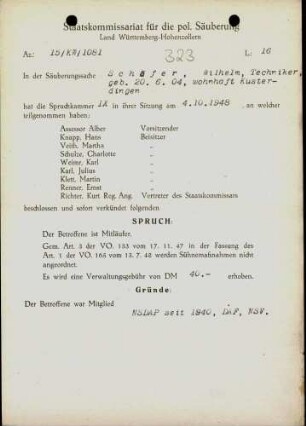 Staatskommissariat für die pol. Säuberung
Land Württemberg-Hohenzollern
Az: 15/KR/1081
323
L: 16
In der Säuberungssache Schäfer, Wilhelm, Techniker,
geb. 20. 6. 04, wohnhaft Kuster-
dingen
hat die Spruchkammer IX in ihrer Sitzung am 4.10.1948 an welcher
teilgenommen haben:
Assessor Alber Vorsitzender
Knapp, Hans Beisitzer
Veith, Martha "
Schulze, Charlotte "
Weiner, Karl "
Karl, Julius "
Klett, Martin "
Renner, Ernst "
Richter, Kurt Reg. Ang. Vertreter des Staatskommissars
beschlossen und sofort verkündet folgenden
SPRUCH:
Der Betroffene ist Mitläufer.
Gem. Art. 3 der VO. 133 vom 17. 11. 47 in der Fassung des
Art. 1 der VO. 165 vom 13. 7. 48 werden Sühnemaßnahmen nicht
angeordnet.
Es wird eine Verwaltungsgebühr von DM 40.- erhoben.
Gründe:
Der Betroffene war Mitglied
NSDAP seit 1940, DAF, NSV.